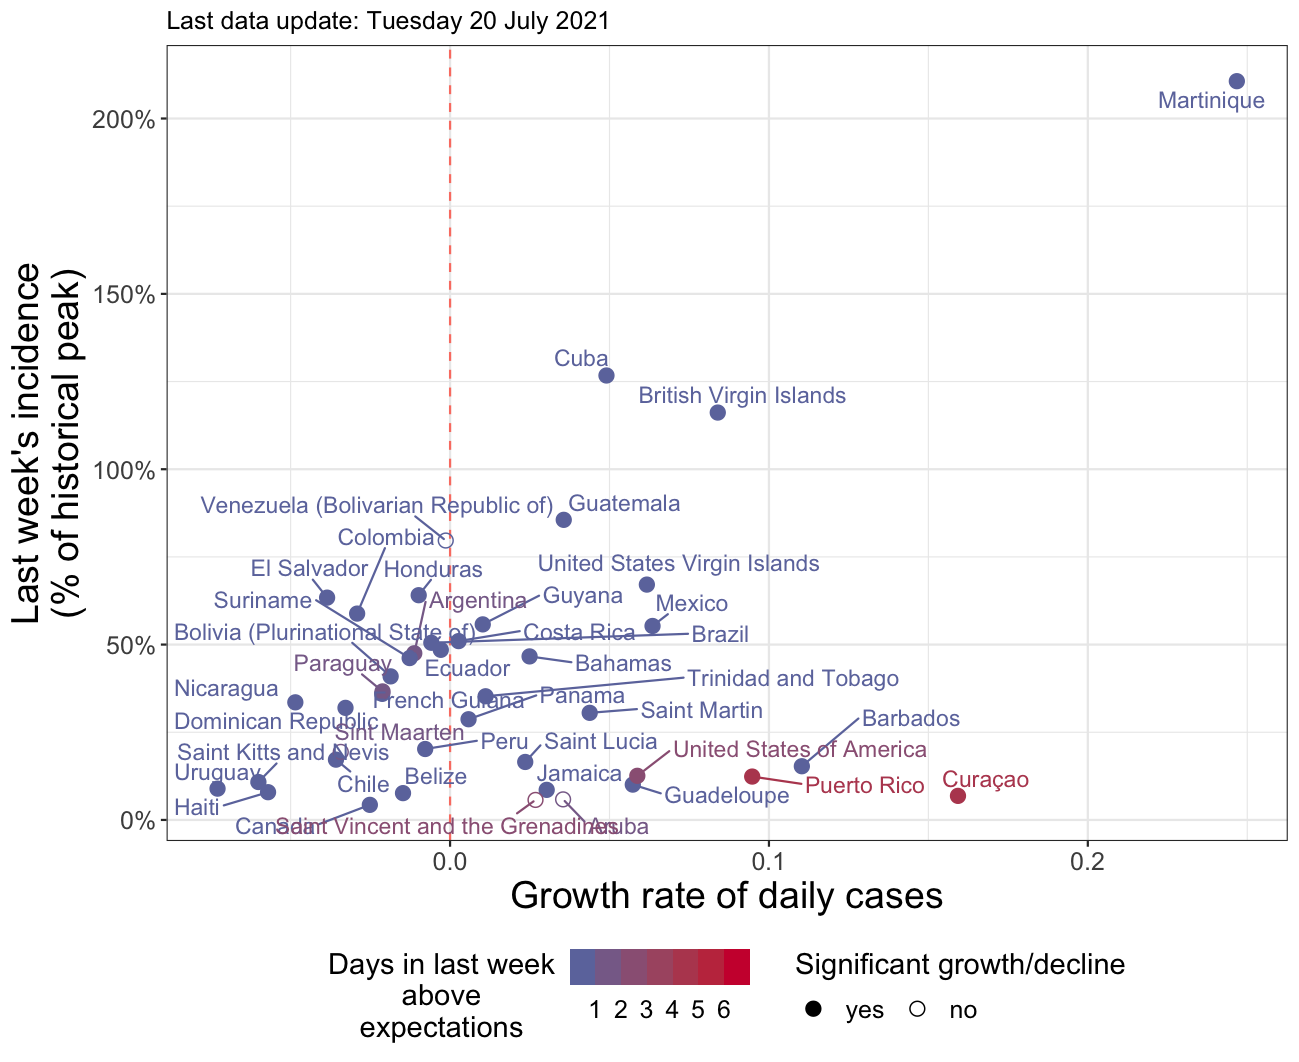 Last data update: Tuesday 20 July 2021
Last week's incidence
(% of historical peak)
200%
150%
100%
50%
0%
Martinique
Cuba
British Virgin Islands
Venezuela (Bolivarian Republic of)
Guatemala
Colombia
El Salvador
Honduras
United States Virgin Islands
Suriname
Argentina
Guyana
Mexico
Bolivia (Plurinational State of)
Costa Rica
Brazil
Paraguay
Ecuador
Bahamas
Nicaragua
French Guiana
Panama
Trinidad and Tobago
Dominican Republic
Saint Martin
Barbados
Sint Maarten
Saint Kitts and Nevis
Peru
Saint Lucia
United States of America
Uruguay
Chile
Belize
Jamaica
Guadeloupe
Puerto Rico
Curaçao
Haiti
Canada
Saint Vincent and the Grenadines
Aruba
0.0
0.1
0.2
Growth rate of daily cases
Days in last week
above
expectations
1 2 3 4 5 6
Significant growth/decline
yes
no